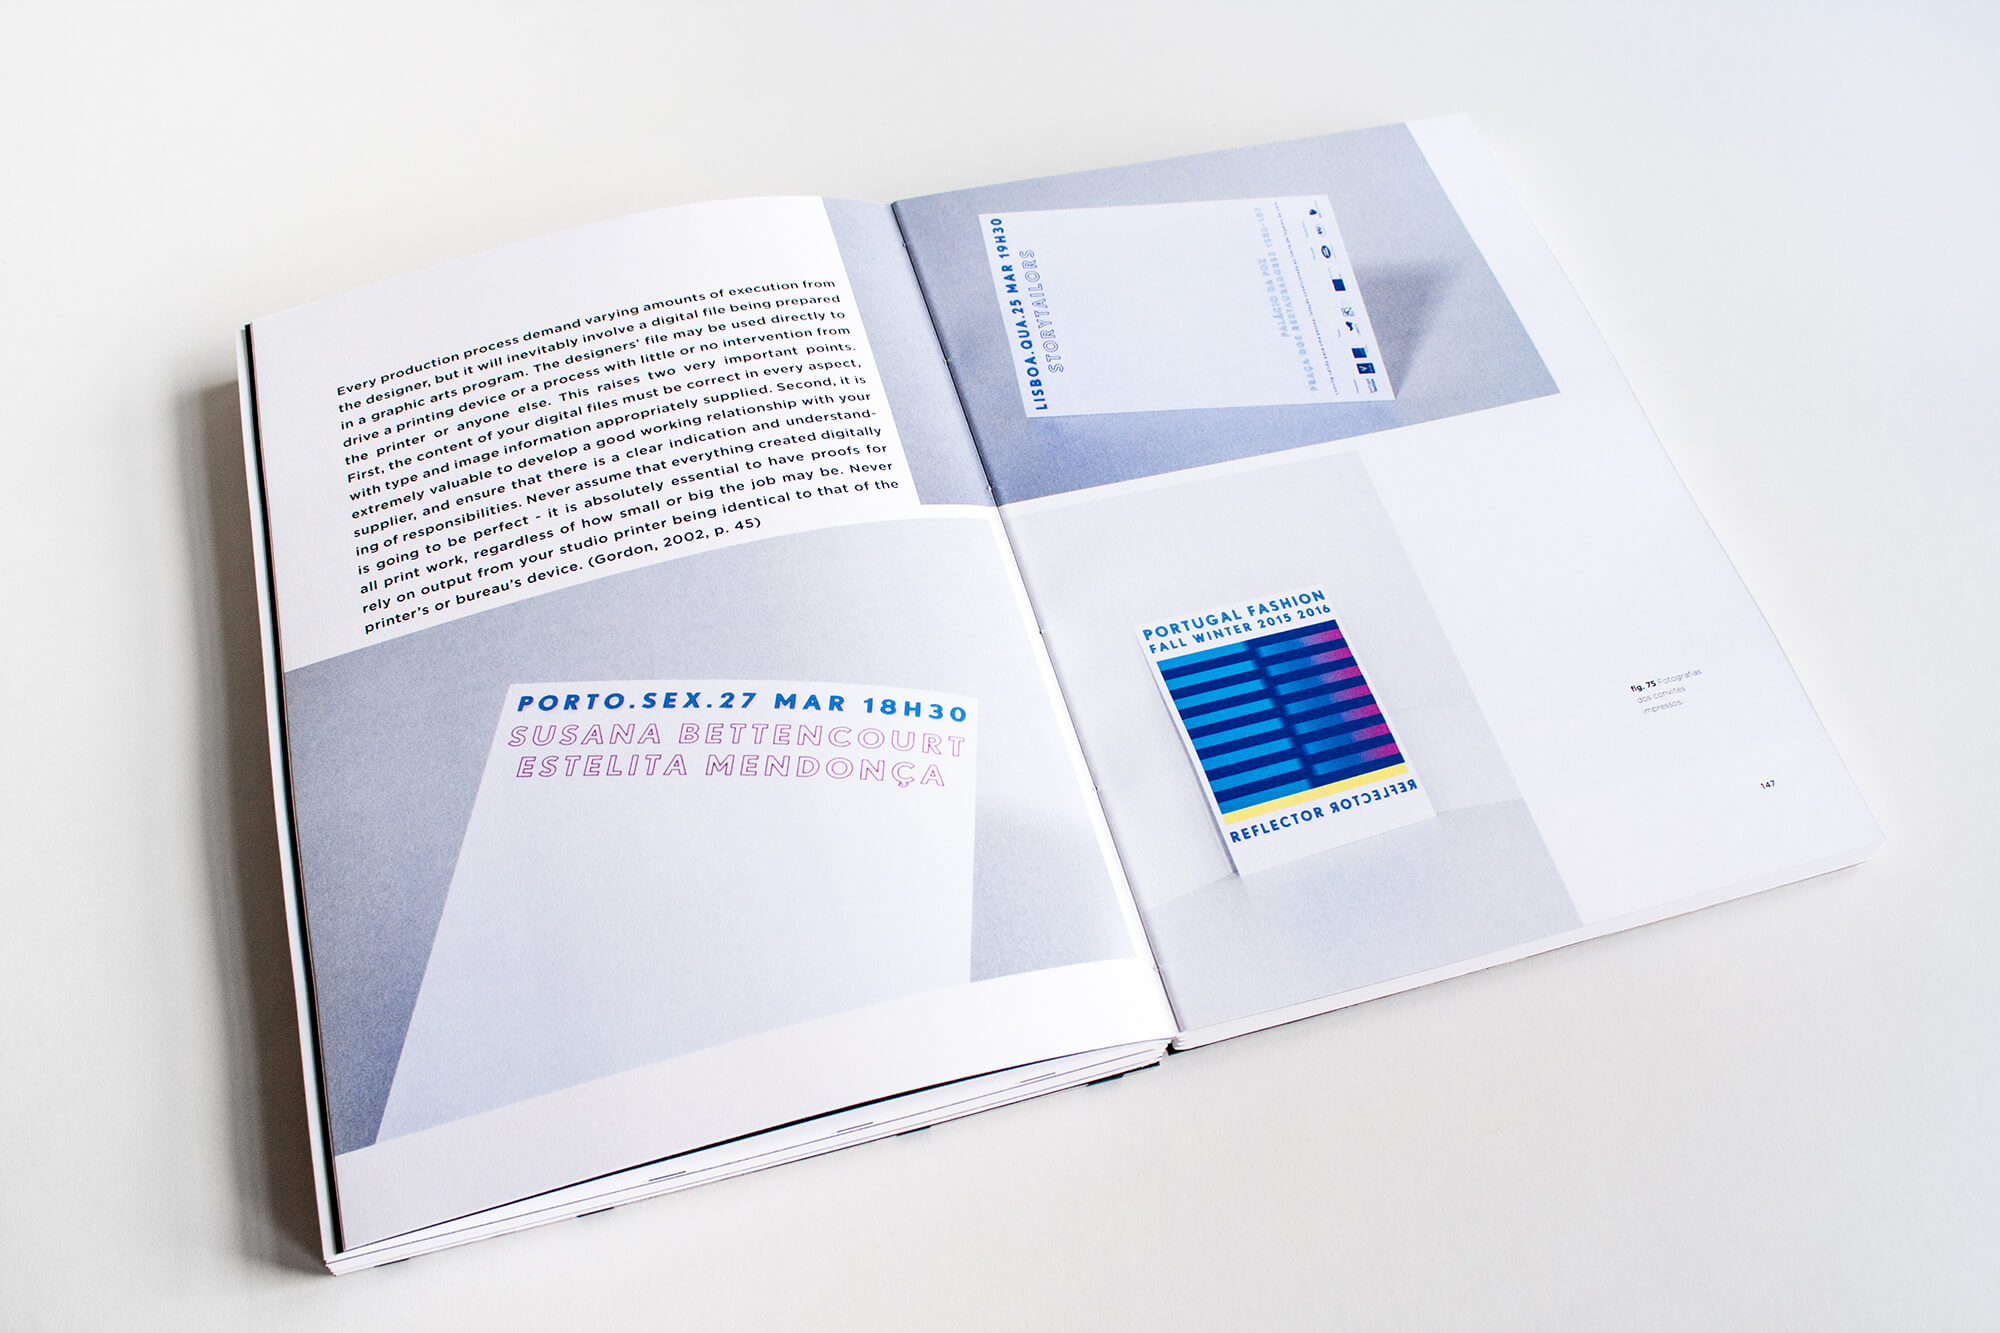 Every production process demand varying amounts of execution from
the designer, but it will inevitably involve a digital file being prepared
in a graphic arts program. The designers' file may be used directly to
drive a printing device or a process with little or no intervention from
the printer or anyone else. This raises two very important points.
First, the content of your digital files must be correct in every aspect,
with type and image information appropriately supplied. Second, it is
extremely valuable to develop a good working relationship with your
supplier, and ensure that there is a clear indication and understand-
ing of responsibilities. Never assume that everything created digitally
is going to be perfect - it is absolutely essential to have proofs for
all print work, regardless of how small or big the job may be. Never
rely on output from your studio printer being identical to that of the
printer's or bureau's device. (Gordon, 2002, p. 45)
PORTO.SEX.27 MAR 18H30
SUSANA BETTENCOURT
ESTELITA MENDONÇA
LISBOA.QUA.25 MAR 19H30
STORYTAILORS
PALÁCIO DA FOZ
PRAÇA DOS RESTAURADORES 1250-187
PORTUGAL FASHION
FALL WINTER 2015 2016
REFLECTOR REFLECTOR
fig. 75 Fotografias
dos convites
impressos.
147